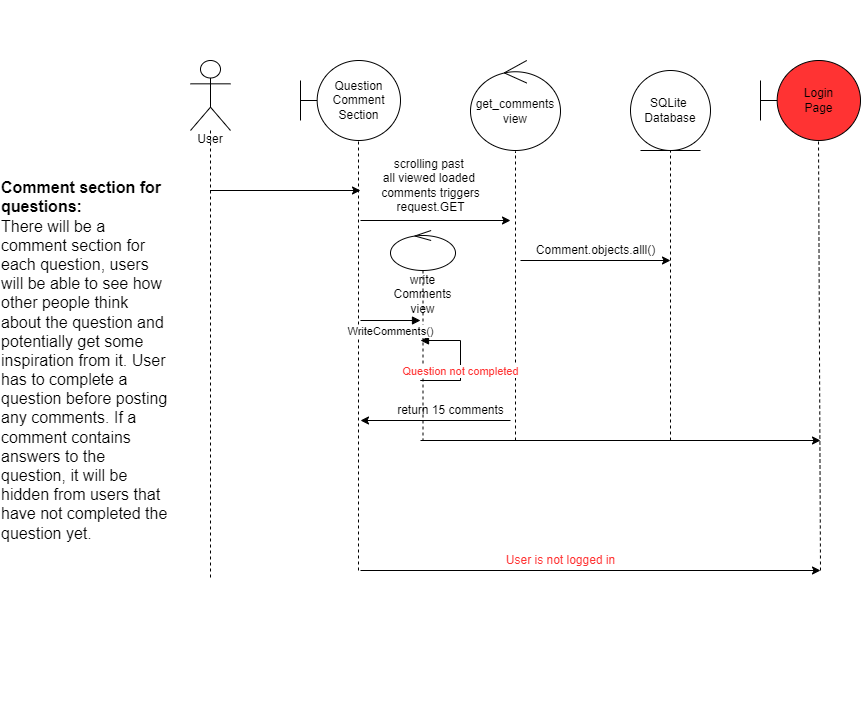 Question
Comment
Section
get_comments
view
SQLite
Database
Login
Page
User
scrolling past
all viewed loaded
comments triggers
request.GET
Comment section for
questions:
There will be a
comment section for
each question, users
will be able to see how
other people think
about the question and
potentially get some
inspiration from it. User
has to complete a
question before posting
any comments. If a
comment contains
answers to the
question, it will be
hidden from users that
have not completed the
question yet.
Comment.objects.alll()
write
Comments
view
WriteComments()
Question not completed
return 15 comments
User is not logged in